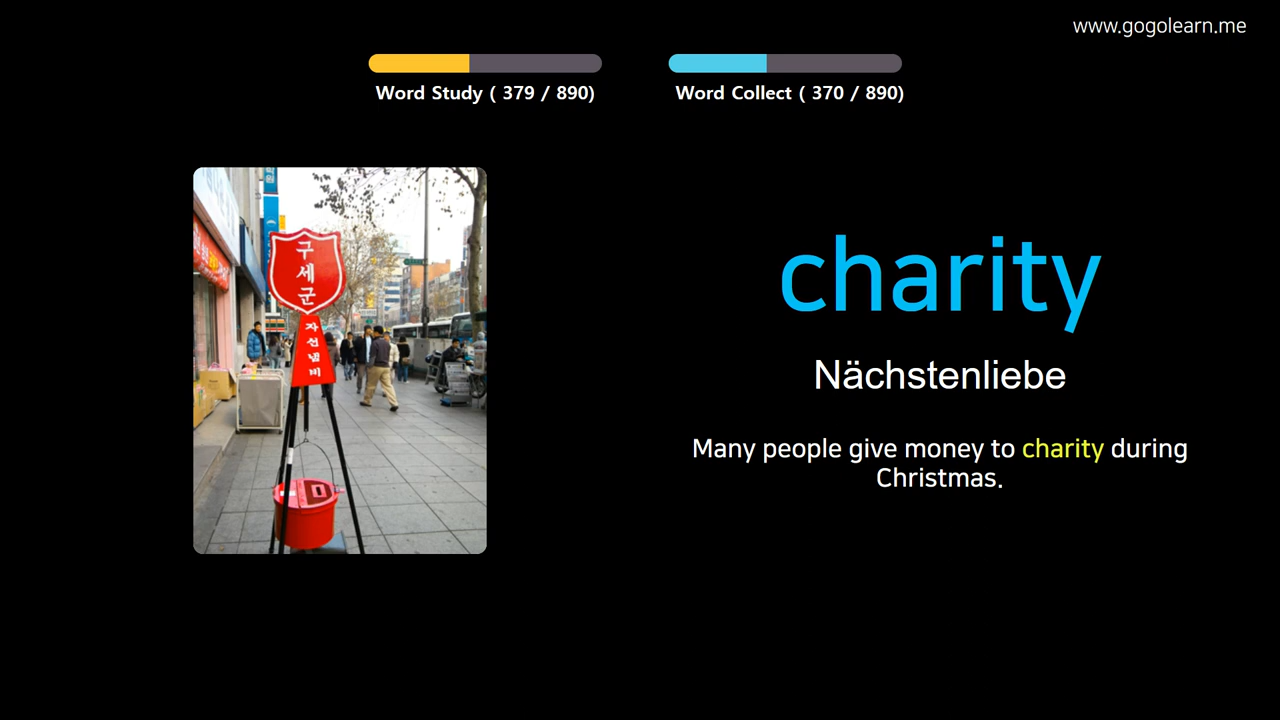 www.gogolearn.me
Word Study ( 379 / 890)
Word Collect ( 370 / 890)
구세군
자선냄비
charity
Nächstenliebe
Many people give money to charity during
Christmas.